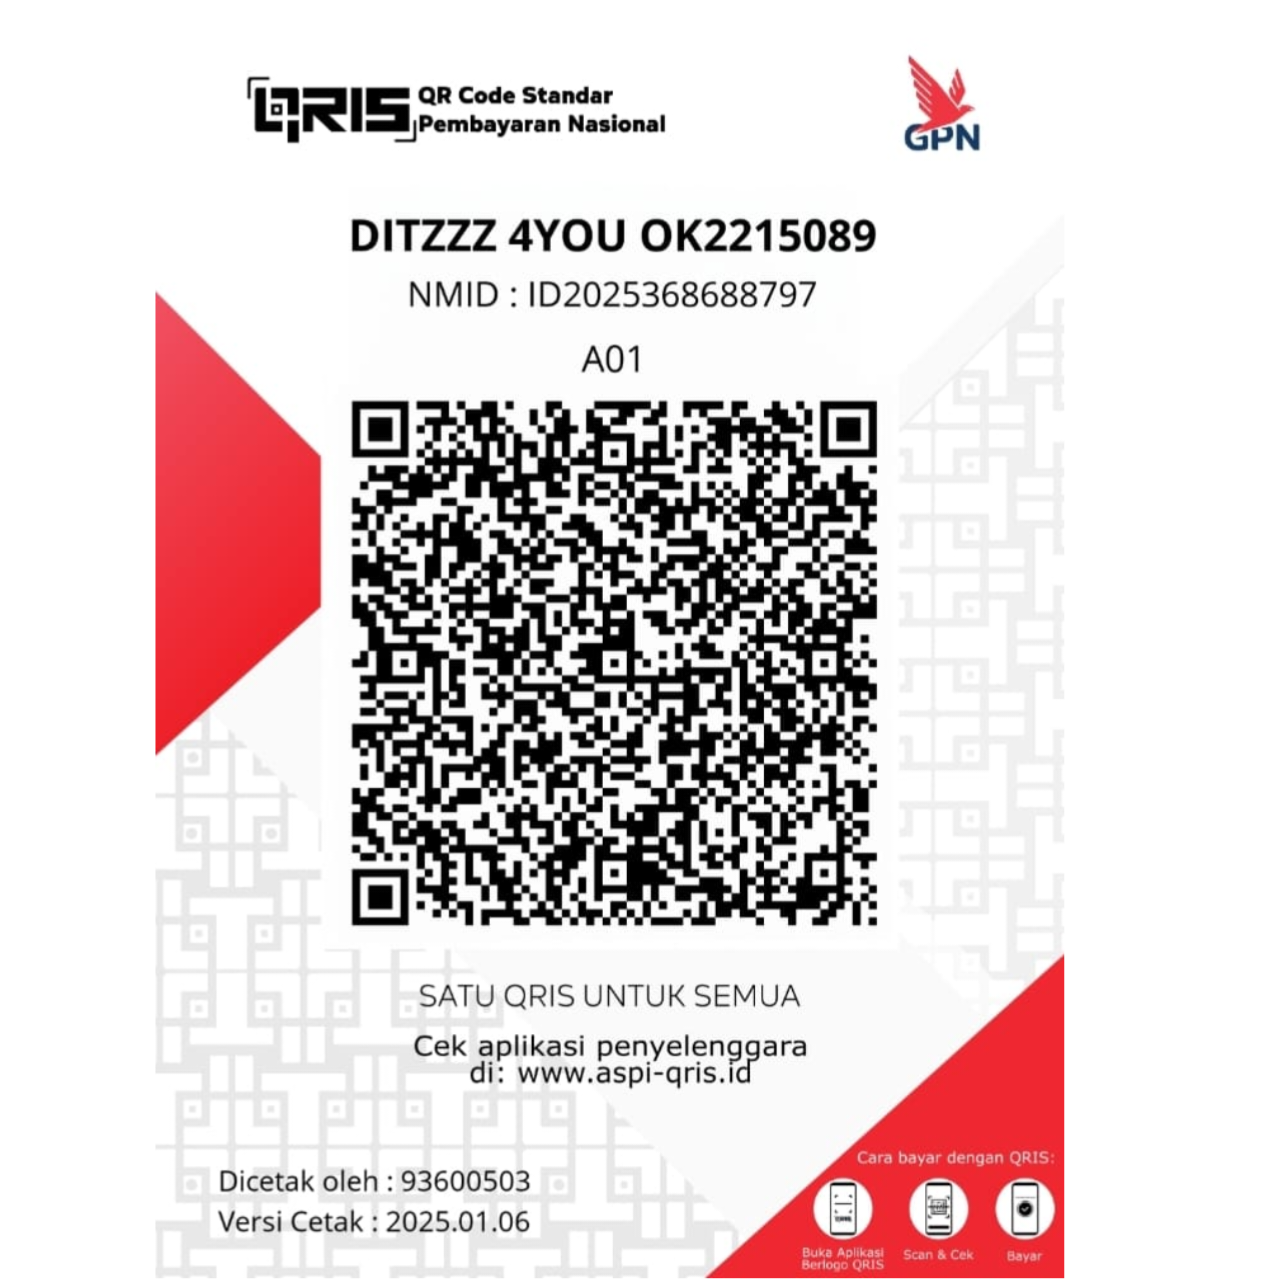 QRIS
QR Code Standar
Pembayaran Nasional
GPN
DITZZZ 4YOU OK2215089
NMID : ID2025368688797
A01
SATU QRIS UNTUK SEMUA
Cek aplikasi penyelenggara
di: www.aspi-qris.id
Dicetak oleh : 93600503
Versi Cetak : 2025.01.06
Cara bayar dengan QRIS:
Buka Aplikasi
Berlogo QRIS
Scan & Cek
Bayar